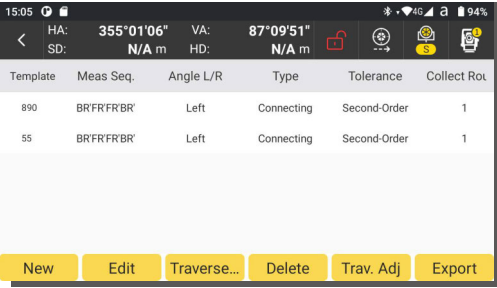 15:05 4G a 94%
HA: 355°01'06" VA: 87°09'51"
SD: N/A m HD: N/A m
S
Template Meas Seq. Angle L/R Type Tolerance Collect Rou
890 BR'FR'FR'BR' Left Connecting Second-Order 1
55 BR'FR'FR'BR' Left Connecting Second-Order 1
New Edit Traverse... Delete Trav. Adj Export